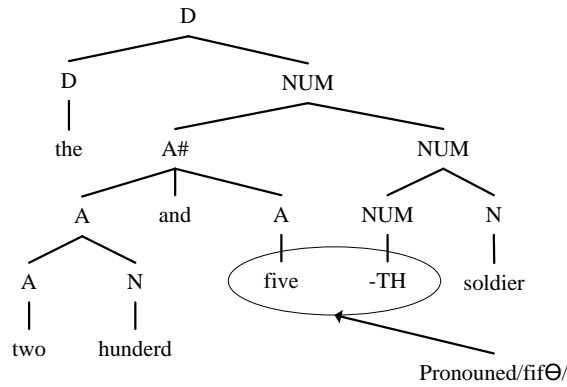 D
D NUM
the A# NUM
A and A NUM N
A N five -TH soldier
two hunderd
Pronouned/fifΘ/